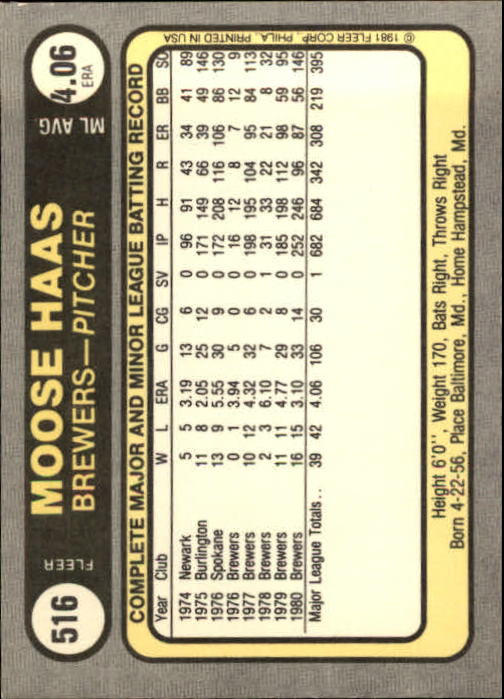 516
FLEER
MOOSE HAAS
BREWERS—PITCHER
ML AVG
4.06
ERA
COMPLETE MAJOR AND MINOR LEAGUE BATTING RECORD
Year Club W L ERA G CG SV IP H R ER BB SO
1974 Newark 5 5 3.19 13 6 0 96 91 43 34 41 89
1975 Burlington 11 8 2.05 25 12 0 171 149 66 39 49 146
1976 Spokane 13 9 5.55 30 9 0 172 208 116 106 86 130
1976 Brewers 0 1 3.94 5 0 0 16 12 8 7 12 9
1977 Brewers 10 12 4.32 32 6 0 198 195 104 95 84 113
1978 Brewers 2 3 6.10 7 2 1 31 33 22 21 8 32
1979 Brewers 11 11 4.77 29 8 0 185 198 112 98 59 95
1980 Brewers 16 15 3.10 33 14 0 252 246 96 87 56 146
Major League Totals . . 39 42 4.06 106 30 1 682 684 342 308 219 395
Height 6'0'', Weight 170, Bats Right, Throws Right
Born 4-22-56, Place Baltimore, Md., Home Hampstead, Md.
© 1981 FLEER CORP., PHILA., PRINTED IN USA